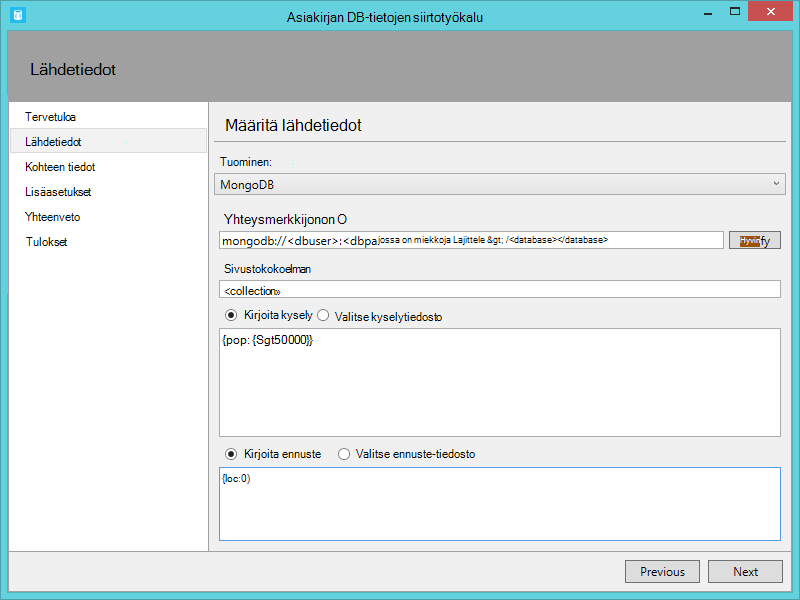 Asiakirjan DB-tietojen siirtotyökalu
Lähdetiedot
Tervetuloa
Lähdetiedot
Kohteen tiedot
Lisäasetukset
Yhteenveto
Tulokset
Määritä lähdetiedot
Tuominen:
MongoDB
Yhteysmerkkijonon O
mongodb://<dbuser>:<dbpajossa on miekkoja Lajittele &gt; /<database></database>
Hyvinfy
Sivustokokoelman
<collection»
Kirjoita kysely Valitse kyselytiedosto
{pop: {Sgt50000}}
Kirjoita ennuste Valitse ennuste-tiedosto
{loc:0)
Previous Next